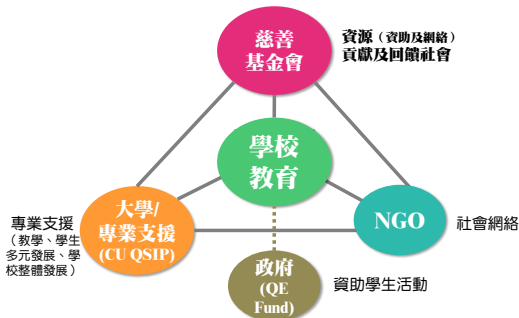 慈善
基金會
資源（資助及網絡）
貢獻及回饋社會
學校
教育
大學/
專業支援
(CU QSIP)
專業支援
（教學、學生
多元發展、學
校整體發展）
NGO
社會網絡
政府
(QE
Fund)
資助學生活動